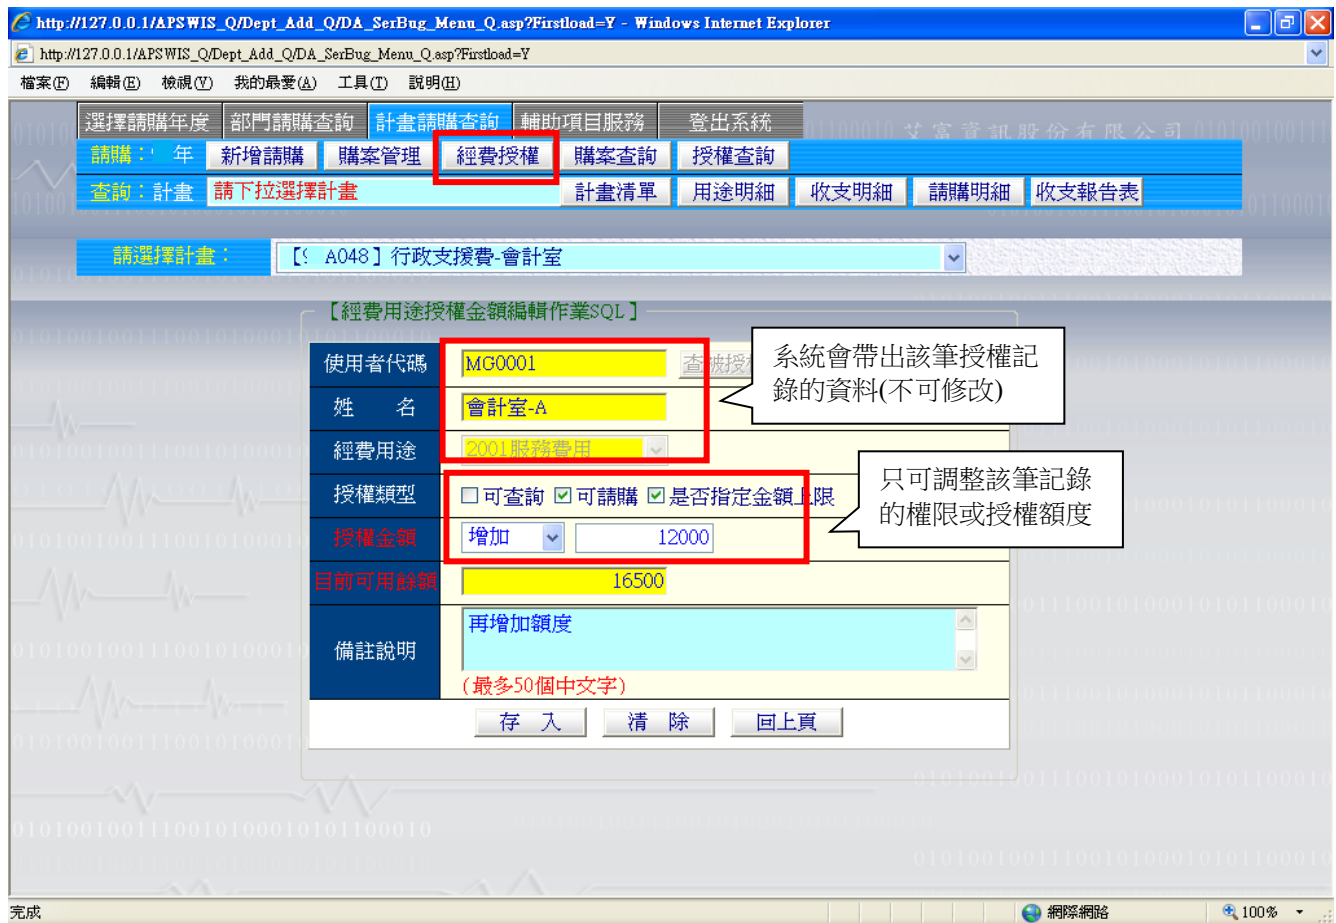 http://127.0.0.1/APSWIS_Q/Dept_Add_Q/DA_SerBug_Menu_Q.asp?Firstload=Y - Windows Internet Explorer
http://127.0.0.1/APSWIS_Q/Dept_Add_Q/DA_SerBug_Menu_Q.asp?Firstload=Y
檔案(F) 編輯(E) 檢視(V) 我的最愛(A) 工具(T) 說明(H)
選擇請購年度 部門請購查詢 計畫請購查詢 輔助項目服務 登出系統
艾富資訊股份有限公司
請購： 年 新增請購 購案管理 經費授權 購案查詢 授權查詢
查詢：計畫 請下拉選擇計畫 計畫清單 用途明細 收支明細 請購明細 收支報告表
請選擇計畫： 【9 A048】行政支援費-會計室
【經費用途授權金額編輯作業SQL】
使用者代碼 MG0001 查被授權
系統會帶出該筆授權記
錄的資料(不可修改)
姓 名 會計室-A
經費用途 2001服務費用
授權類型 可查詢 可請購 是否指定金額上限
只可調整該筆記錄
的權限或授權額度
授權金額 增加 12000
目前可用餘額 16500
備註說明 再增加額度
(最多50個中文字)
存 入 清 除 回上頁
完成 網際網路 100%